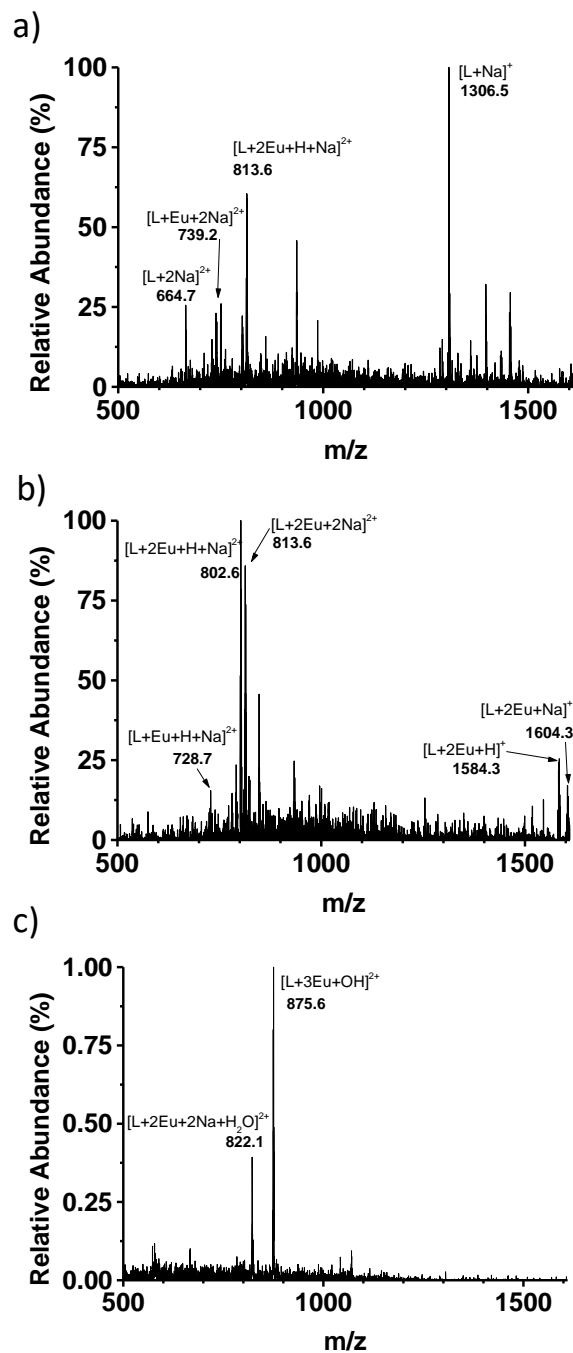 a)
[L+Na]⁺
1306.5
[L+2Eu+H+Na]²⁺
813.6
[L+Eu+2Na]²⁺
739.2
[L+2Na]²⁺
664.7
Relative Abundance (%)
100
75
50
25
0
500 1000 1500
m/z
b)
[L+2Eu+2Na]²⁺
813.6
[L+2Eu+H+Na]²⁺
802.6
[L+2Eu+Na]⁺
1604.3
[L+2Eu+H]⁺
1584.3
[L+Eu+H+Na]²⁺
728.7
Relative Abundance (%)
100
75
50
25
0
500 1000 1500
m/z
c)
[L+3Eu+OH]²⁺
875.6
[L+2Eu+2Na+H₂O]²⁺
822.1
Relative Abundance (%)
1.00
0.75
0.50
0.25
0.00
500 1000 1500
m/z